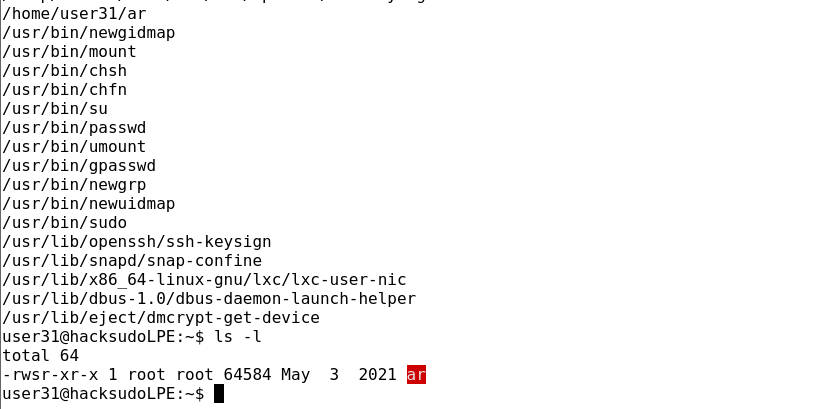 /home/user31/ar
/usr/bin/newgidmap
/usr/bin/mount
/usr/bin/chsh
/usr/bin/chfn
/usr/bin/su
/usr/bin/passwd
/usr/bin/umount
/usr/bin/gpasswd
/usr/bin/newgrp
/usr/bin/newuidmap
/usr/bin/sudo
/usr/lib/openssh/ssh-keysign
/usr/lib/snapd/snap-confine
/usr/lib/x86_64-linux-gnu/lxc/lxc-user-nic
/usr/lib/dbus-1.0/dbus-daemon-launch-helper
/usr/lib/eject/dmcrypt-get-device
user31@hacksudoLPE:~$ ls -l
total 64
-rwsr-xr-x 1 root root 64584 May  3  2021 ar
user31@hacksudoLPE:~$